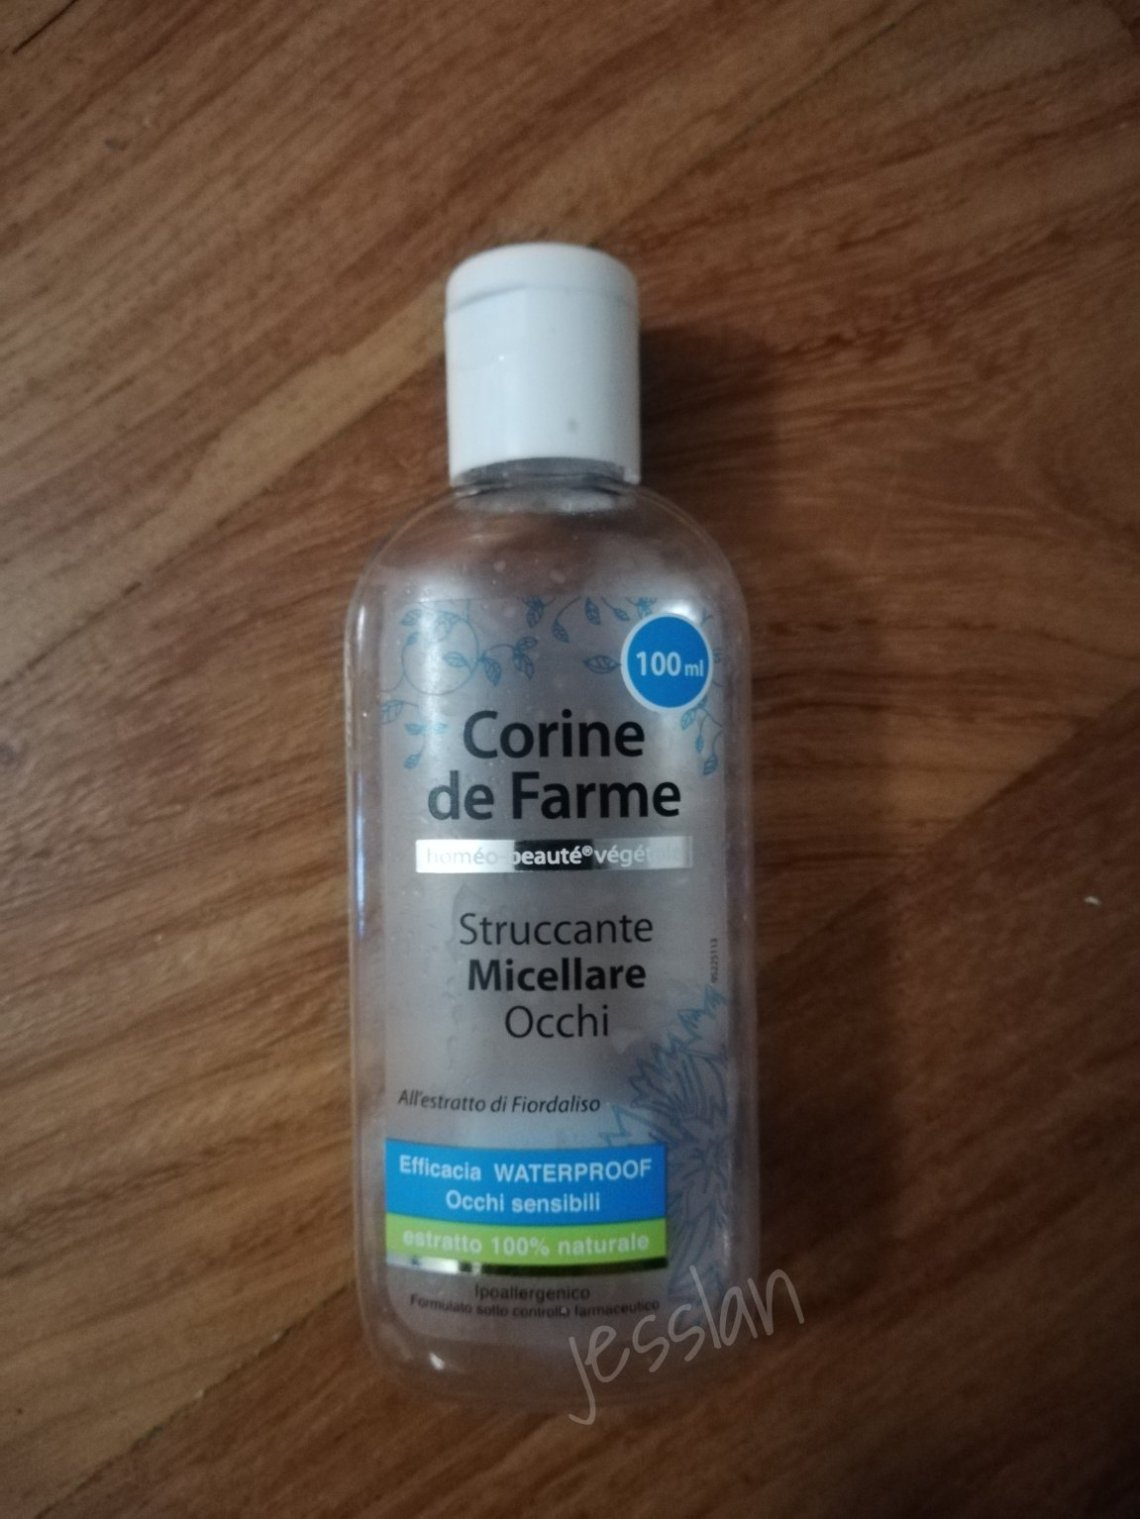 100 ml
Corine
de Farme
homéo-beauté® végétale
Struccante
Micellare
Occhi
All'estratto di Fiordaliso
Efficacia WATERPROOF
Occhi sensibili
estratto 100% naturale
Ipoallergenico
Formulato sotto controllo farmaceutico
jesslan